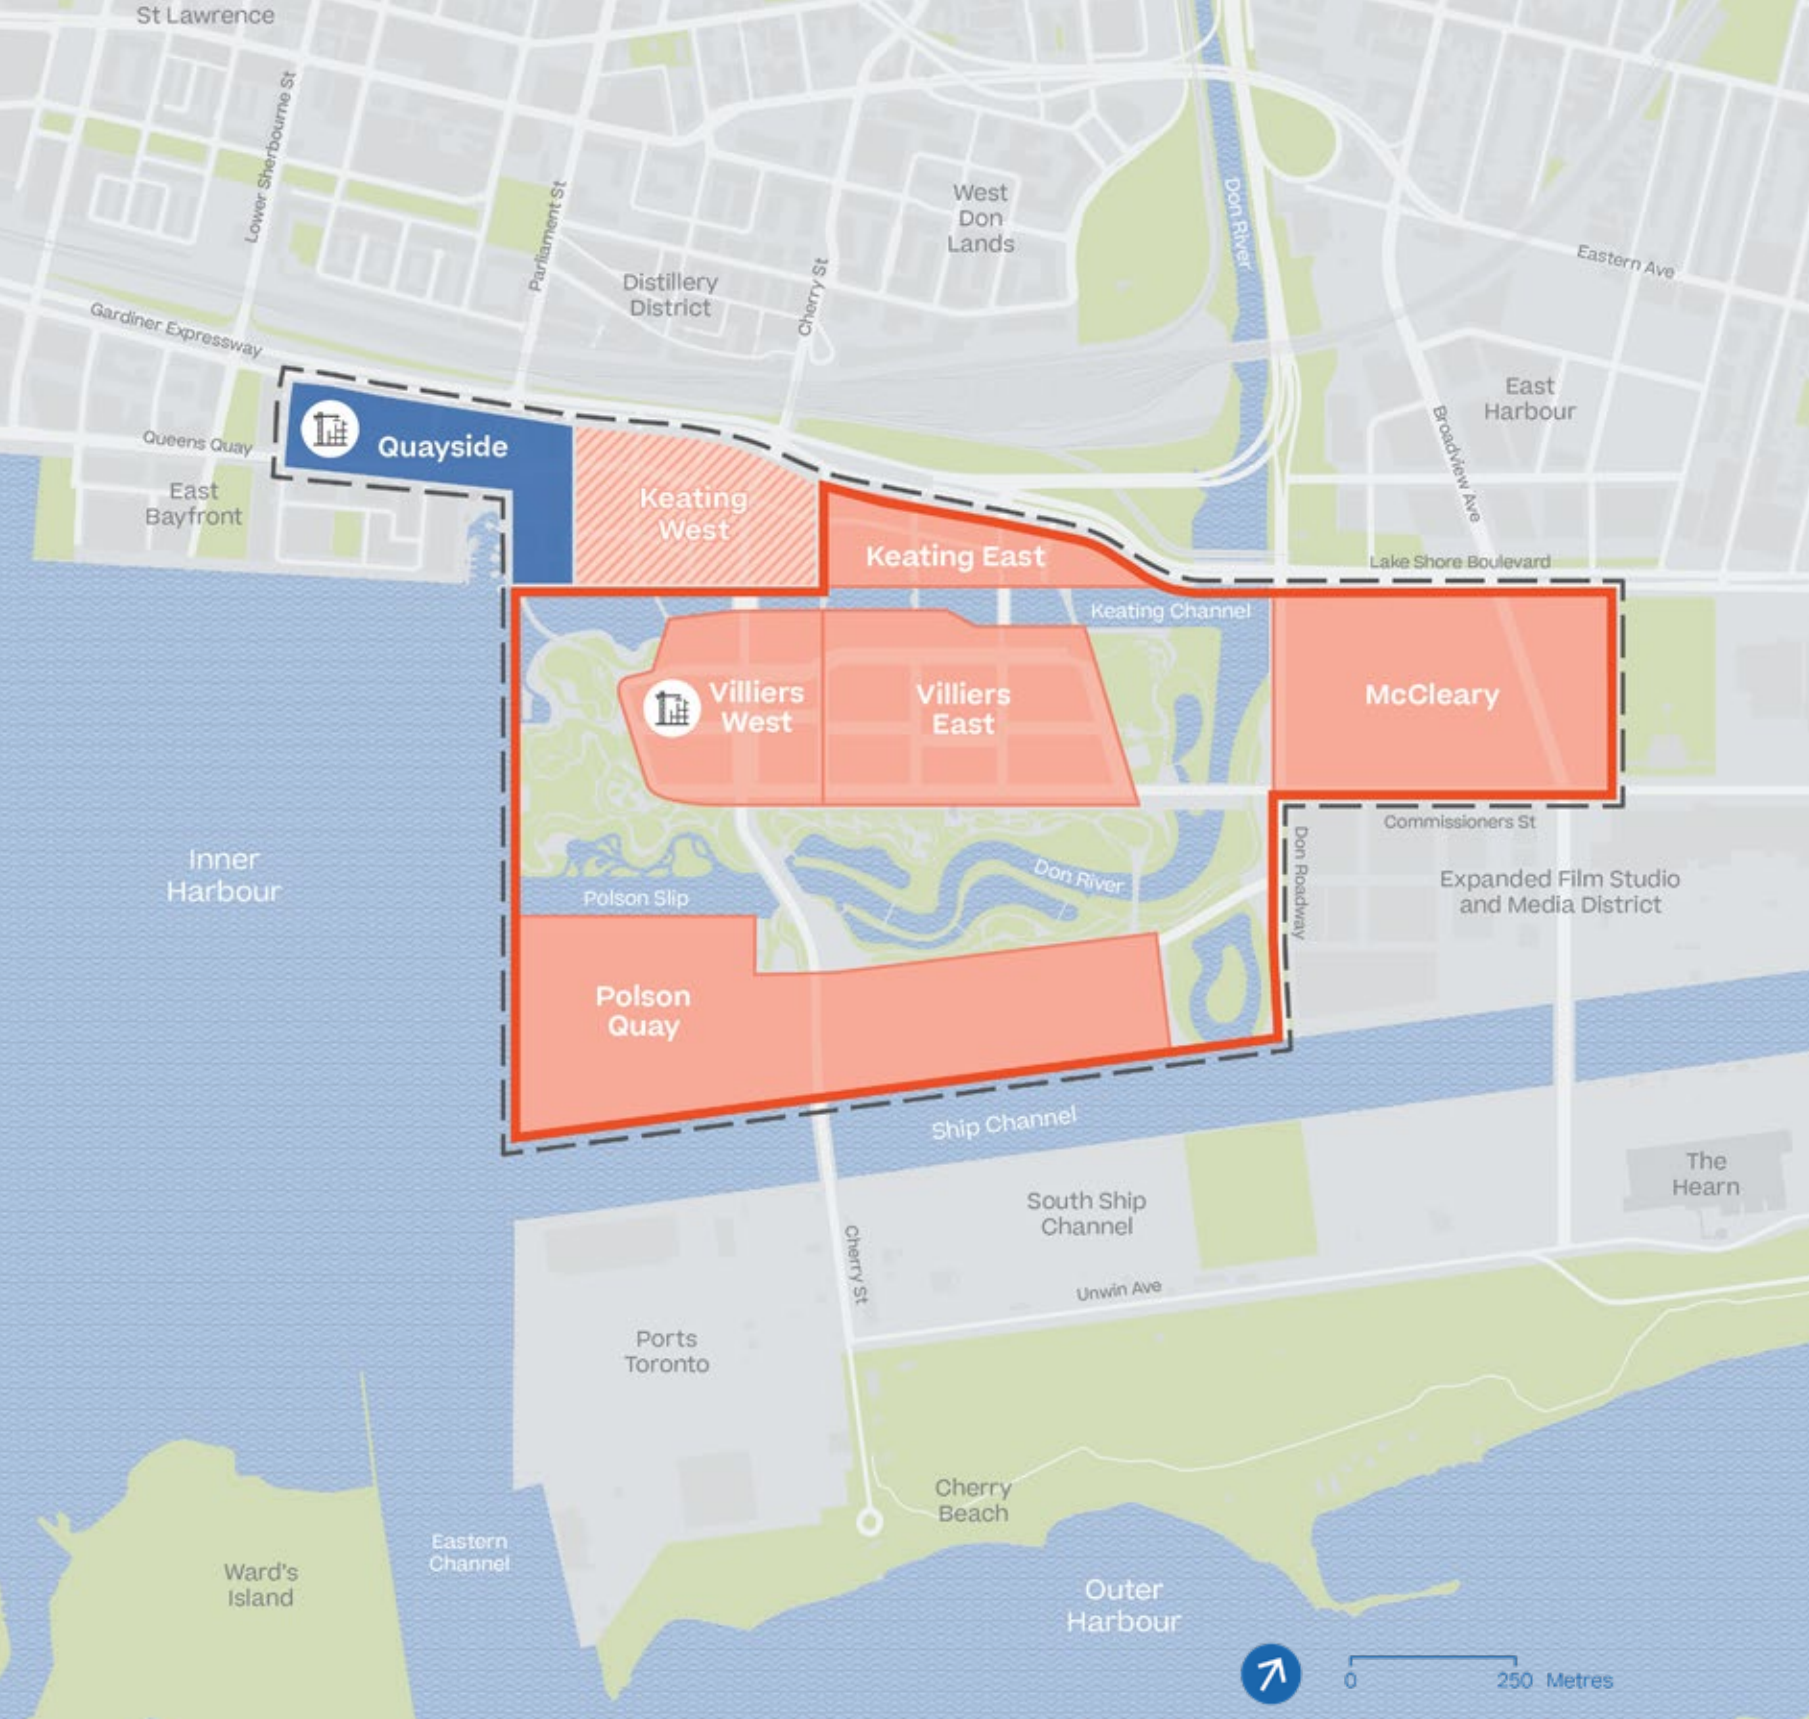 St Lawrence
Lower Sherbourne St
Parliament St
Cherry St
West
Don
Lands
Don River
Eastern Ave
Distillery
District
Gardiner Expressway
East
Harbour
Broadview Ave
Queens Quay
Quayside
East
Bayfront
Keating
West
Keating East
Lake Shore Boulevard
Keating Channel
Villiers
West
Villiers
East
McCleary
Commissioners St
Don Roadway
Inner
Harbour
Don River
Polson Slip
Expanded Film Studio
and Media District
Polson
Quay
Ship Channel
South Ship
Channel
The
Hearn
Cherry St
Unwin Ave
Ports
Toronto
Cherry
Beach
Eastern
Channel
Ward's
Island
Outer
Harbour
0 250 Metres